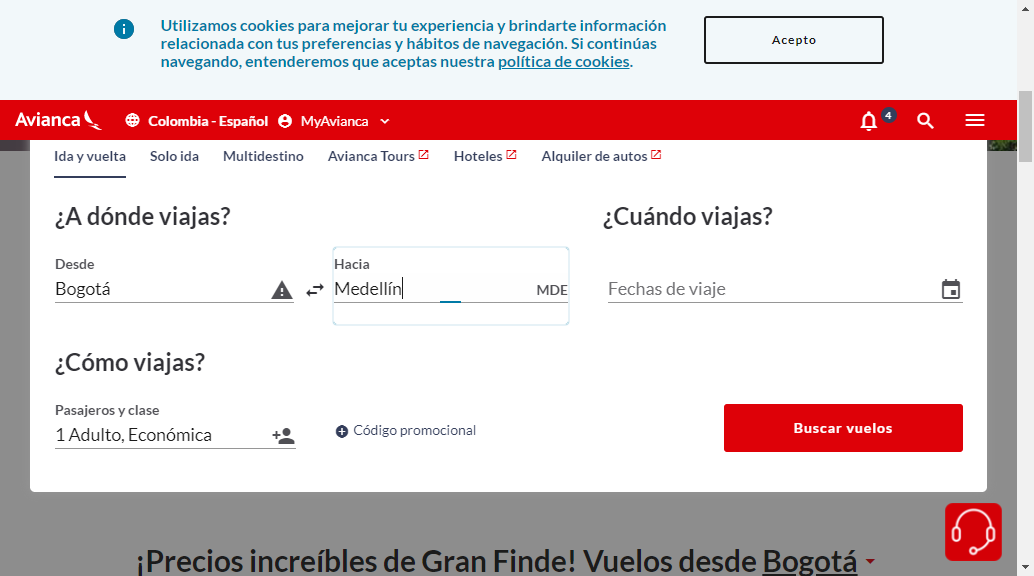 Utilizamos cookies para mejorar tu experiencia y brindarte información
relacionada con tus preferencias y hábitos de navegación. Si continúas
navegando, entenderemos que aceptas nuestra política de cookies.
Acepto
Avianca
Colombia - Español
MyAvianca
4
Ida y vuelta
Solo ida
Multidestino
Avianca Tours
Hoteles
Alquiler de autos
¿A dónde viajas?
¿Cuándo viajas?
Desde
Bogotá
Hacia
Medellín
MDE
Fechas de viaje
¿Cómo viajas?
Pasajeros y clase
1 Adulto, Económica
Código promocional
Buscar vuelos
¡Precios increíbles de Gran Finde! Vuelos desde Bogotá